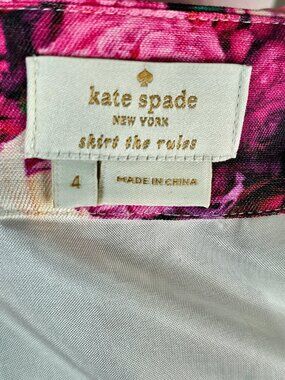 kate spade
NEW YORK
skirt the rules
4
MADE IN CHINA